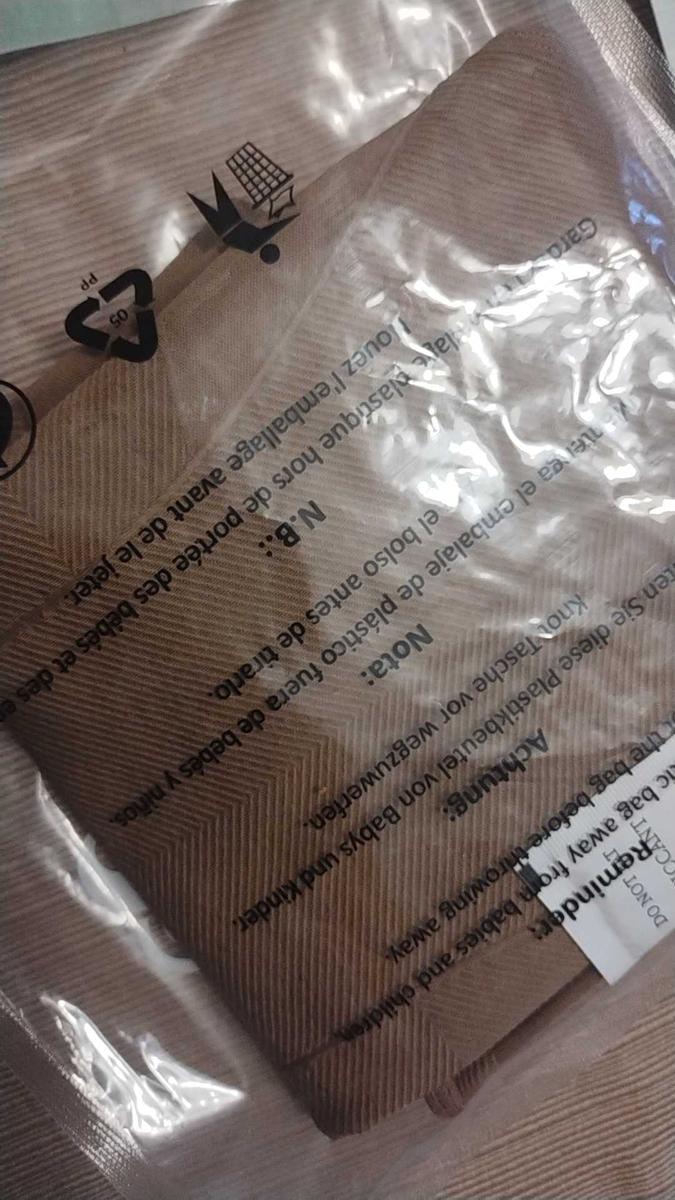 Reminder:
bag away from babies and children,
the bag before throwing away.
Achtung:
Sie diese Plastikbeutel von Babys und Kinder.
Knot Tasche vor wegzuwerfen.
Nota:
el embalaje de plástico fuera de bebés y niños.
el bolso antes de tirarlo.
N.B.:
plastique hors de portée des bébés et des
l'emballage avant de le jeter.
05
PP
DO NOT